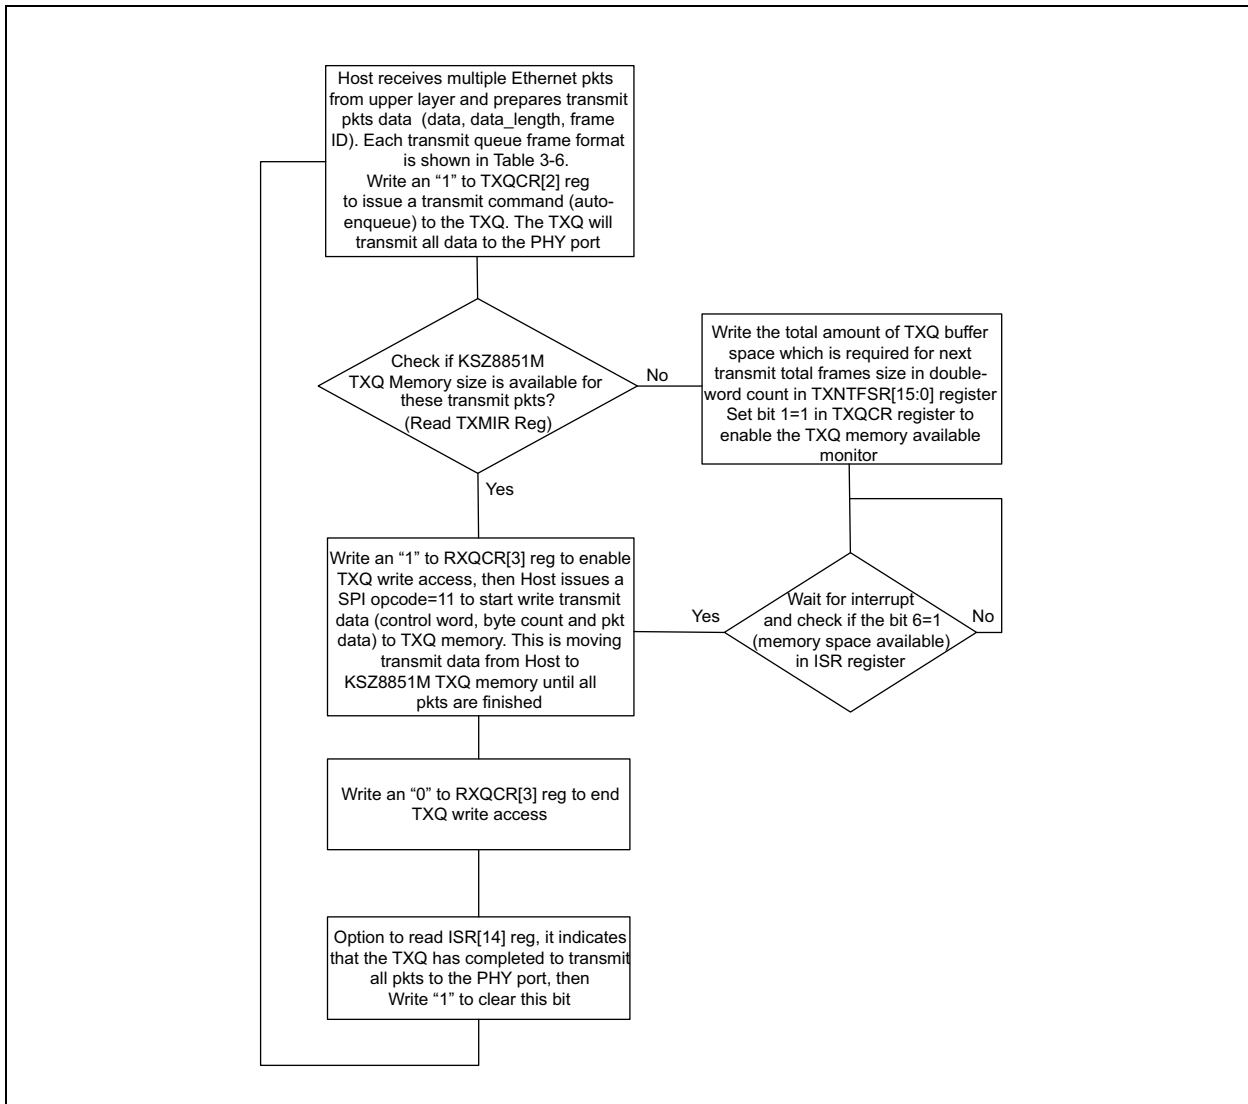 Host receives multiple Ethernet pkts
from upper layer and prepares transmit
pkts data (data, data_length, frame
ID). Each transmit queue frame format
is shown in Table 3-6.
Write an “1” to TXQCR[2] reg
to issue a transmit command (auto-
enqueue) to the TXQ. The TXQ will
transmit all data to the PHY port
Check if KSZ8851M
TXQ Memory size is available for
these transmit pkts?
(Read TXMIR Reg)
No
Write the total amount of TXQ buffer
space which is required for next
transmit total frames size in double-
word count in TXNTFSR[15:0] register
Set bit 1=1 in TXQCR register to
enable the TXQ memory available
monitor
Yes
Write an “1” to RXQCR[3] reg to enable
TXQ write access, then Host issues a
SPI opcode=11 to start write transmit
data (control word, byte count and pkt
data) to TXQ memory. This is moving
transmit data from Host to
KSZ8851M TXQ memory until all
pkts are finished
Yes
Wait for interrupt
and check if the bit 6=1
(memory space available)
in ISR register
No
Write an “0” to RXQCR[3] reg to end
TXQ write access
Option to read ISR[14] reg, it indicates
that the TXQ has completed to transmit
all pkts to the PHY port, then
Write “1” to clear this bit